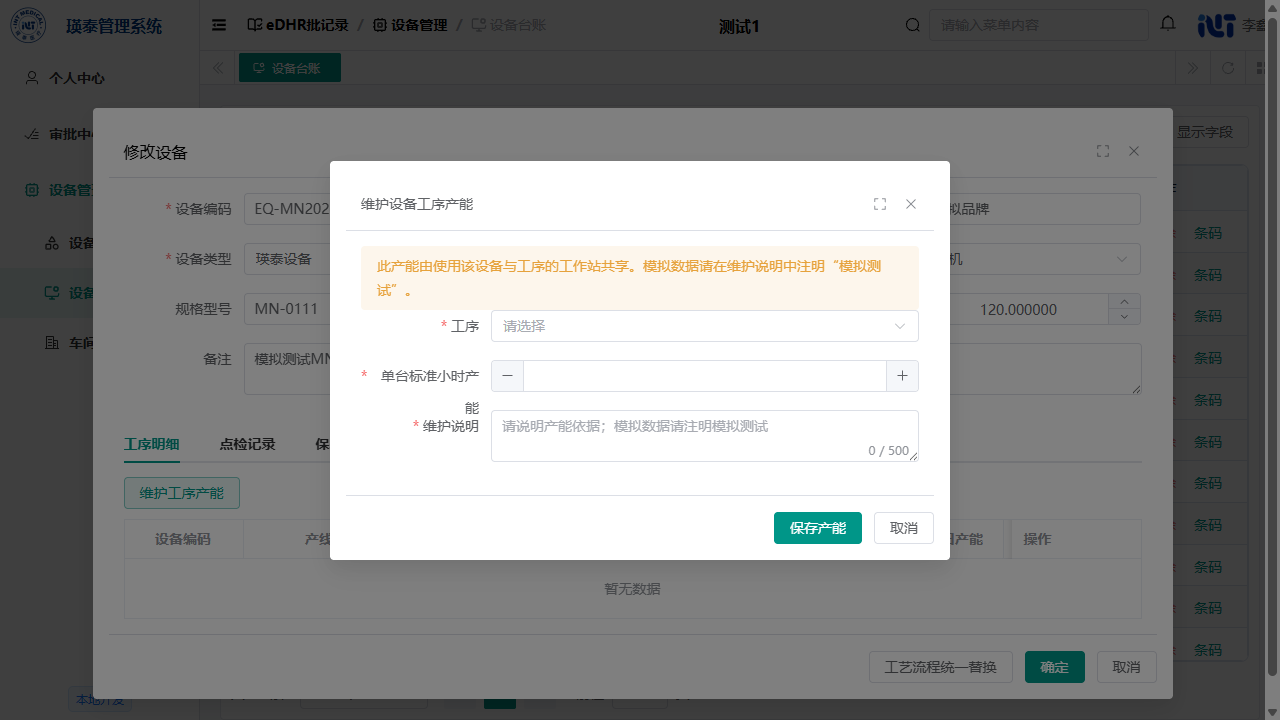 瑛泰管理系统
eDHR批记录 / 设备管理 / 设备台账
测试1
请输入菜单内容
李鑫
个人中心
设备台账
审批中心
显示字段
修改设备
设备管
设备编码
EQ-MN202
拟品牌
条码
设备
设备类型
瑛泰设备
机
条码
设备
规格型号
MN-0111
120.000000
条码
车间
备注
模拟测试MN
条码
条码
工序明细
点检记录
保
条码
维护工序产能
条码
设备编码
产线
日产能
操作
条码
暂无数据
条码
条码
条码
工艺流程统一替换
确定
取消
本地开发
维护设备工序产能
此产能由使用该设备与工序的工作站共享。模拟数据请在维护说明中注明“模拟测
试”。
* 工序
请选择
* 单台标准小时产
能
* 维护说明
请说明产能依据；模拟数据请注明模拟测试
0 / 500
保存产能
取消